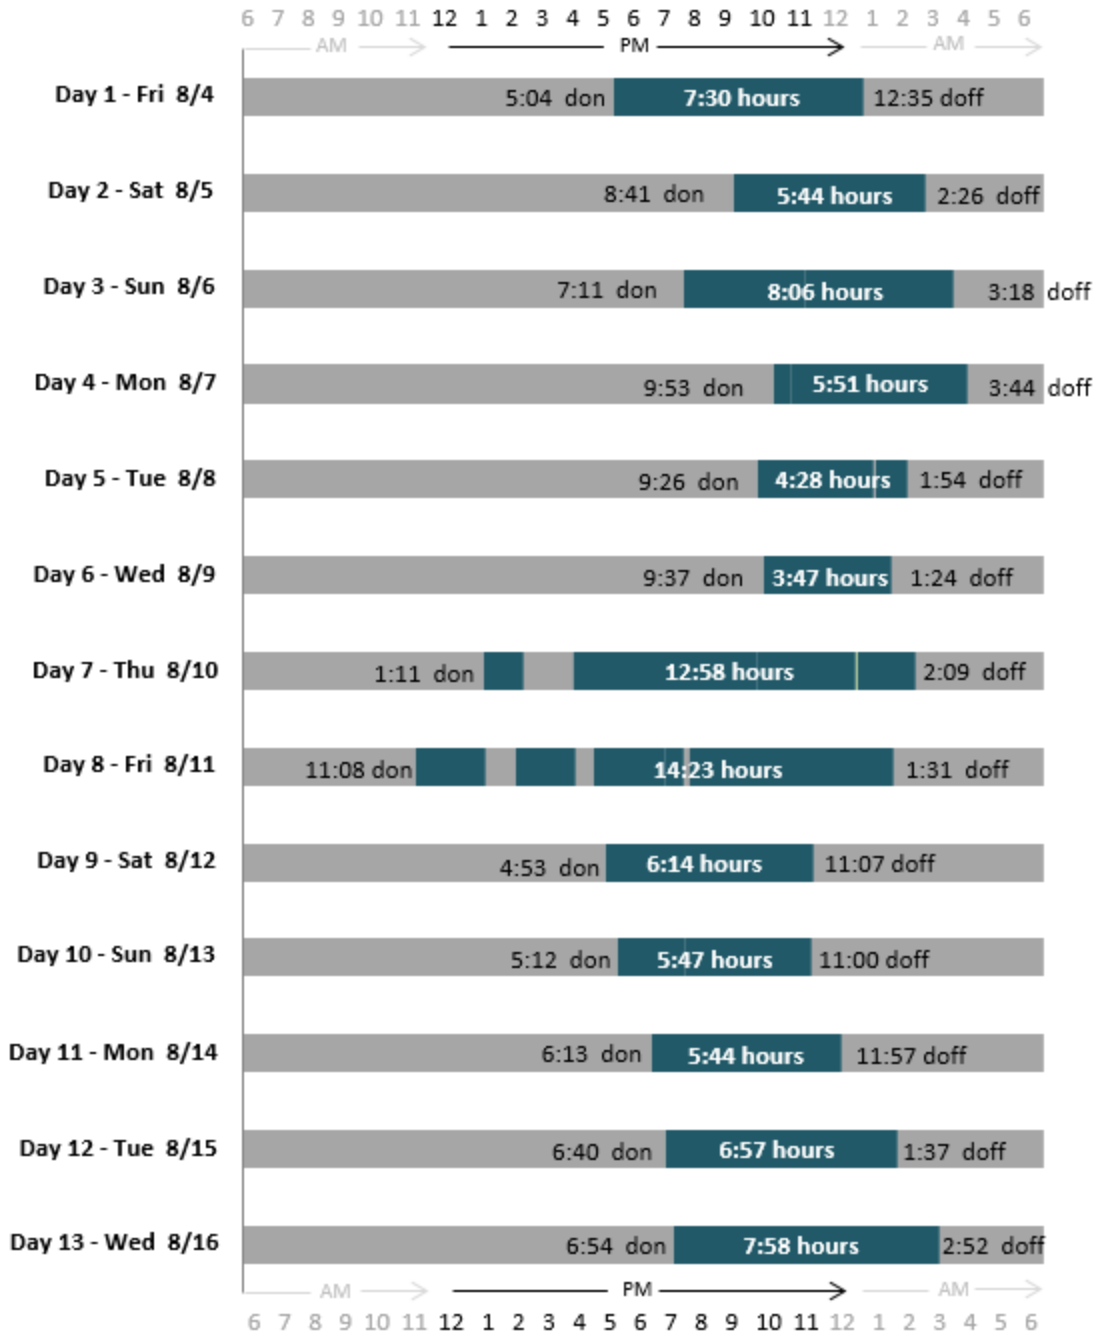 6 7 8 9 10 11 12 1 2 3 4 5 6 7 8 9 10 11 12 1 2 3 4 5 6
AM PM AM
Day 1 - Fri 8/4 5:04 don 7:30 hours 12:35 doff
Day 2 - Sat 8/5 8:41 don 5:44 hours 2:26 doff
Day 3 - Sun 8/6 7:11 don 8:06 hours 3:18 doff
Day 4 - Mon 8/7 9:53 don 5:51 hours 3:44 doff
Day 5 - Tue 8/8 9:26 don 4:28 hours 1:54 doff
Day 6 - Wed 8/9 9:37 don 3:47 hours 1:24 doff
Day 7 - Thu 8/10 1:11 don 12:58 hours 2:09 doff
Day 8 - Fri 8/11 11:08 don 14:23 hours 1:31 doff
Day 9 - Sat 8/12 4:53 don 6:14 hours 11:07 doff
Day 10 - Sun 8/13 5:12 don 5:47 hours 11:00 doff
Day 11 - Mon 8/14 6:13 don 5:44 hours 11:57 doff
Day 12 - Tue 8/15 6:40 don 6:57 hours 1:37 doff
Day 13 - Wed 8/16 6:54 don 7:58 hours 2:52 doff
AM PM AM
6 7 8 9 10 11 12 1 2 3 4 5 6 7 8 9 10 11 12 1 2 3 4 5 6